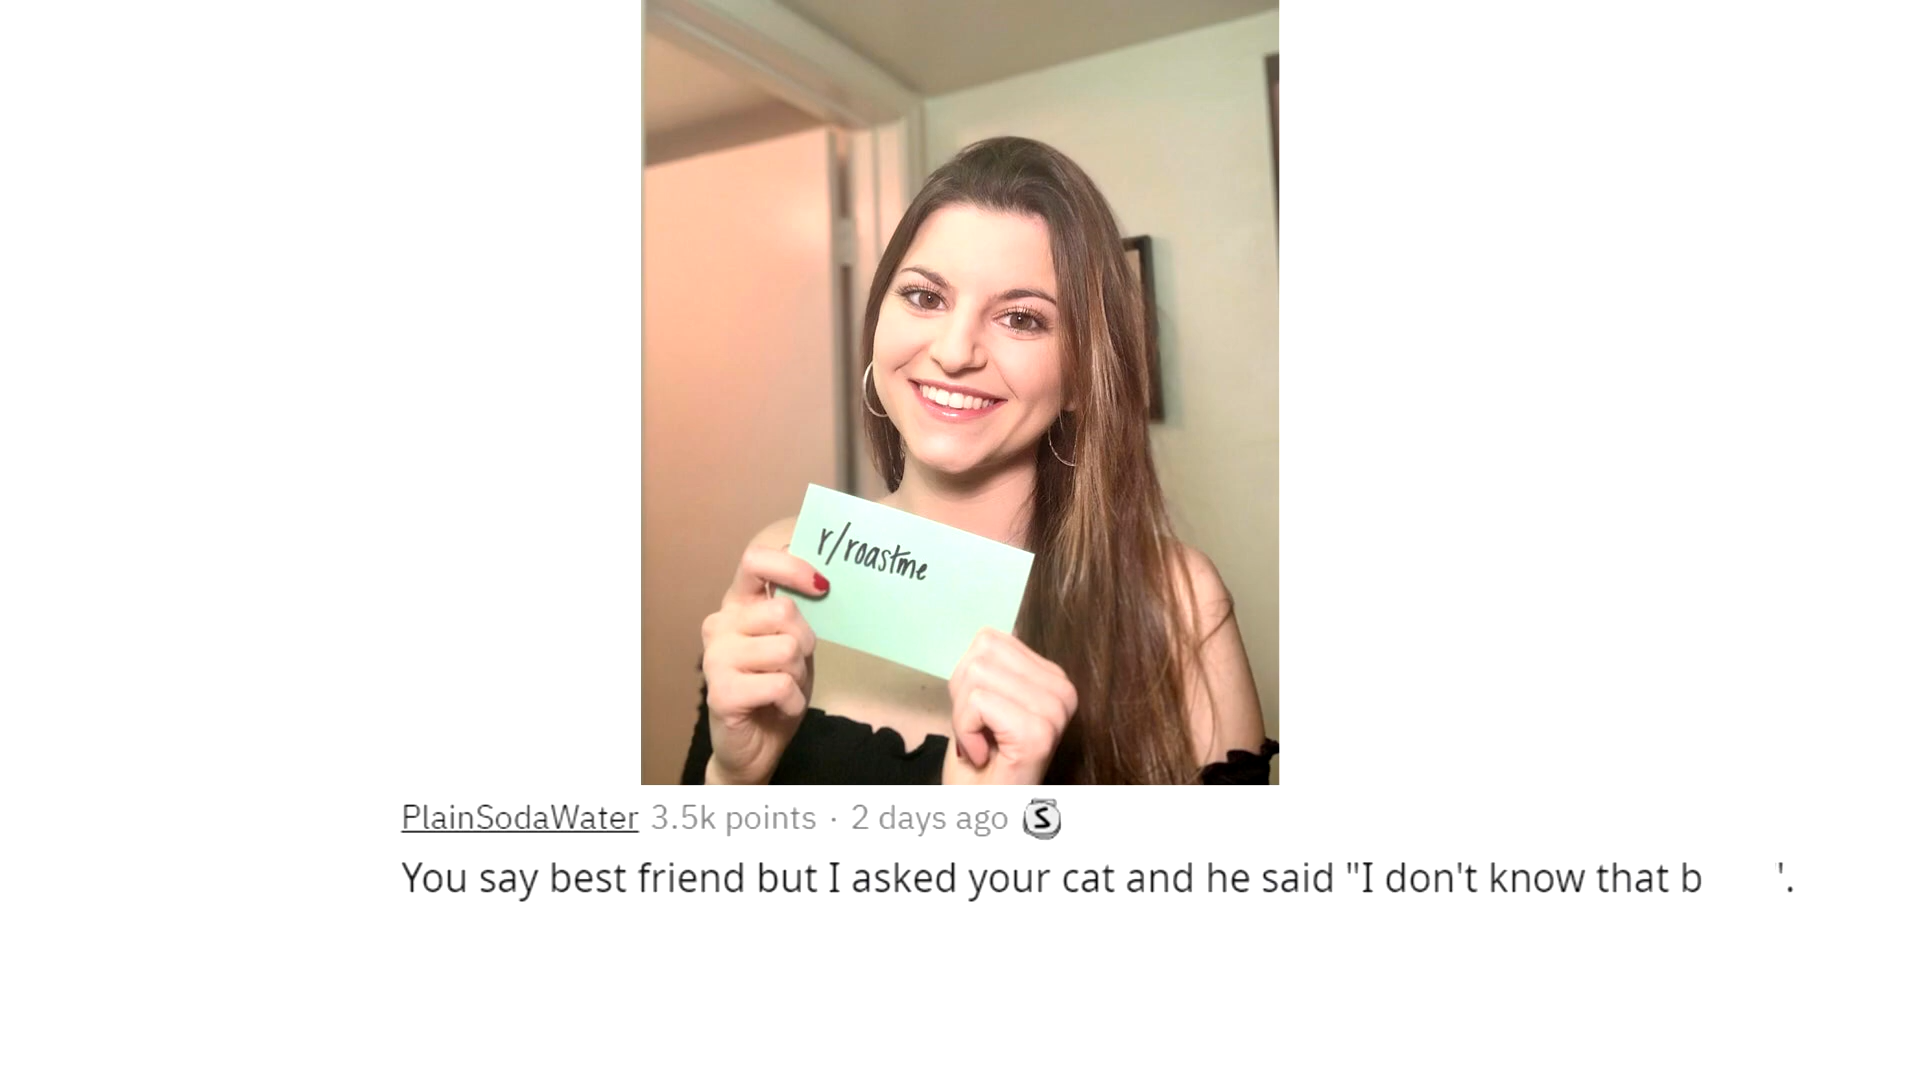 r/roastme
PlainSodaWater 3.5k points · 2 days ago S
You say best friend but I asked your cat and he said "I don't know that b '.